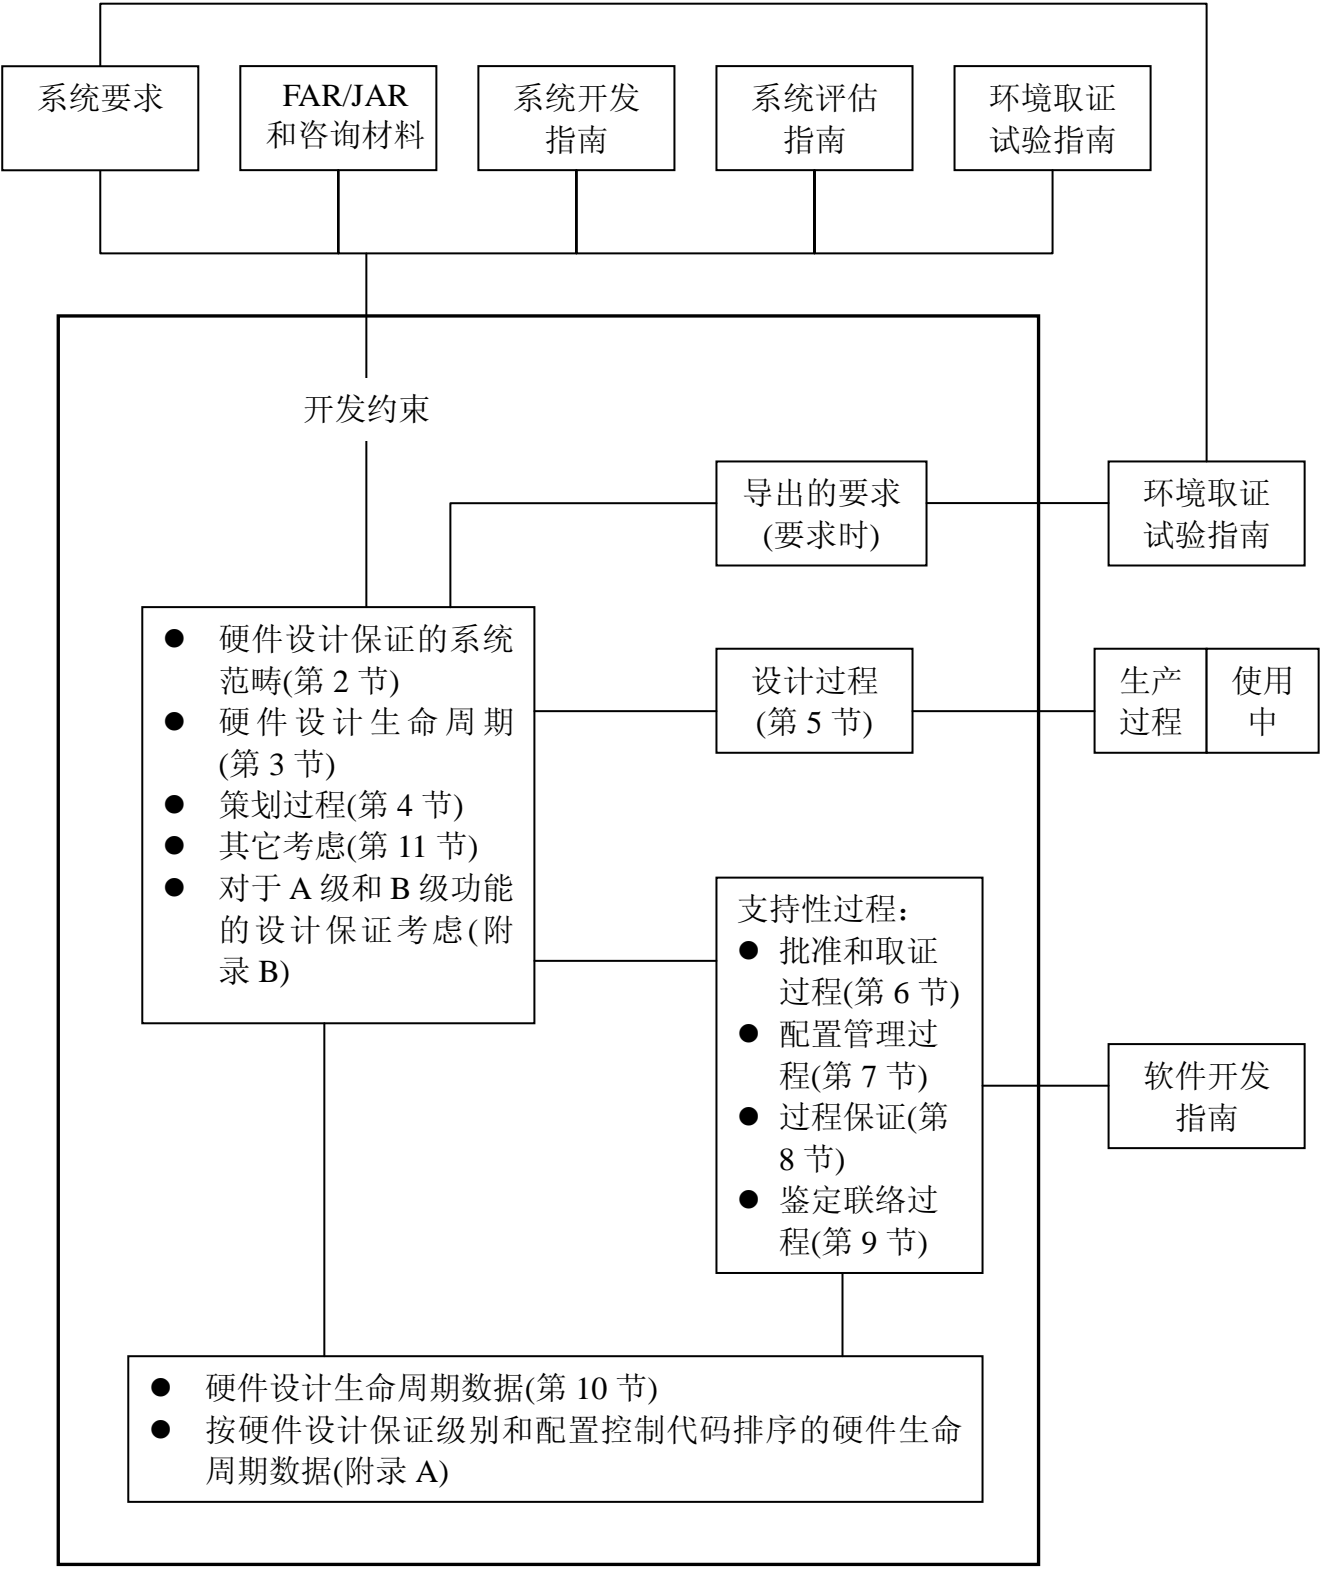 系统要求
FAR/JAR
和咨询材料
系统开发
指南
系统评估
指南
环境取证
试验指南
开发约束
导出的要求
(要求时)
环境取证
试验指南
● 硬件设计保证的系统
范畴(第 2 节)
● 硬件设计生命周期
(第 3 节)
● 策划过程(第 4 节)
● 其它考虑(第 11 节)
● 对于 A 级和 B 级功能
的设计保证考虑(附
录 B)
设计过程
(第 5 节)
生产
过程
使用
中
支持性过程：
● 批准和取证
过程(第 6 节)
● 配置管理过
程(第 7 节)
● 过程保证(第
8 节)
● 鉴定联络过
程(第 9 节)
软件开发
指南
● 硬件设计生命周期数据(第 10 节)
● 按硬件设计保证级别和配置控制代码排序的硬件生命
周期数据(附录 A)